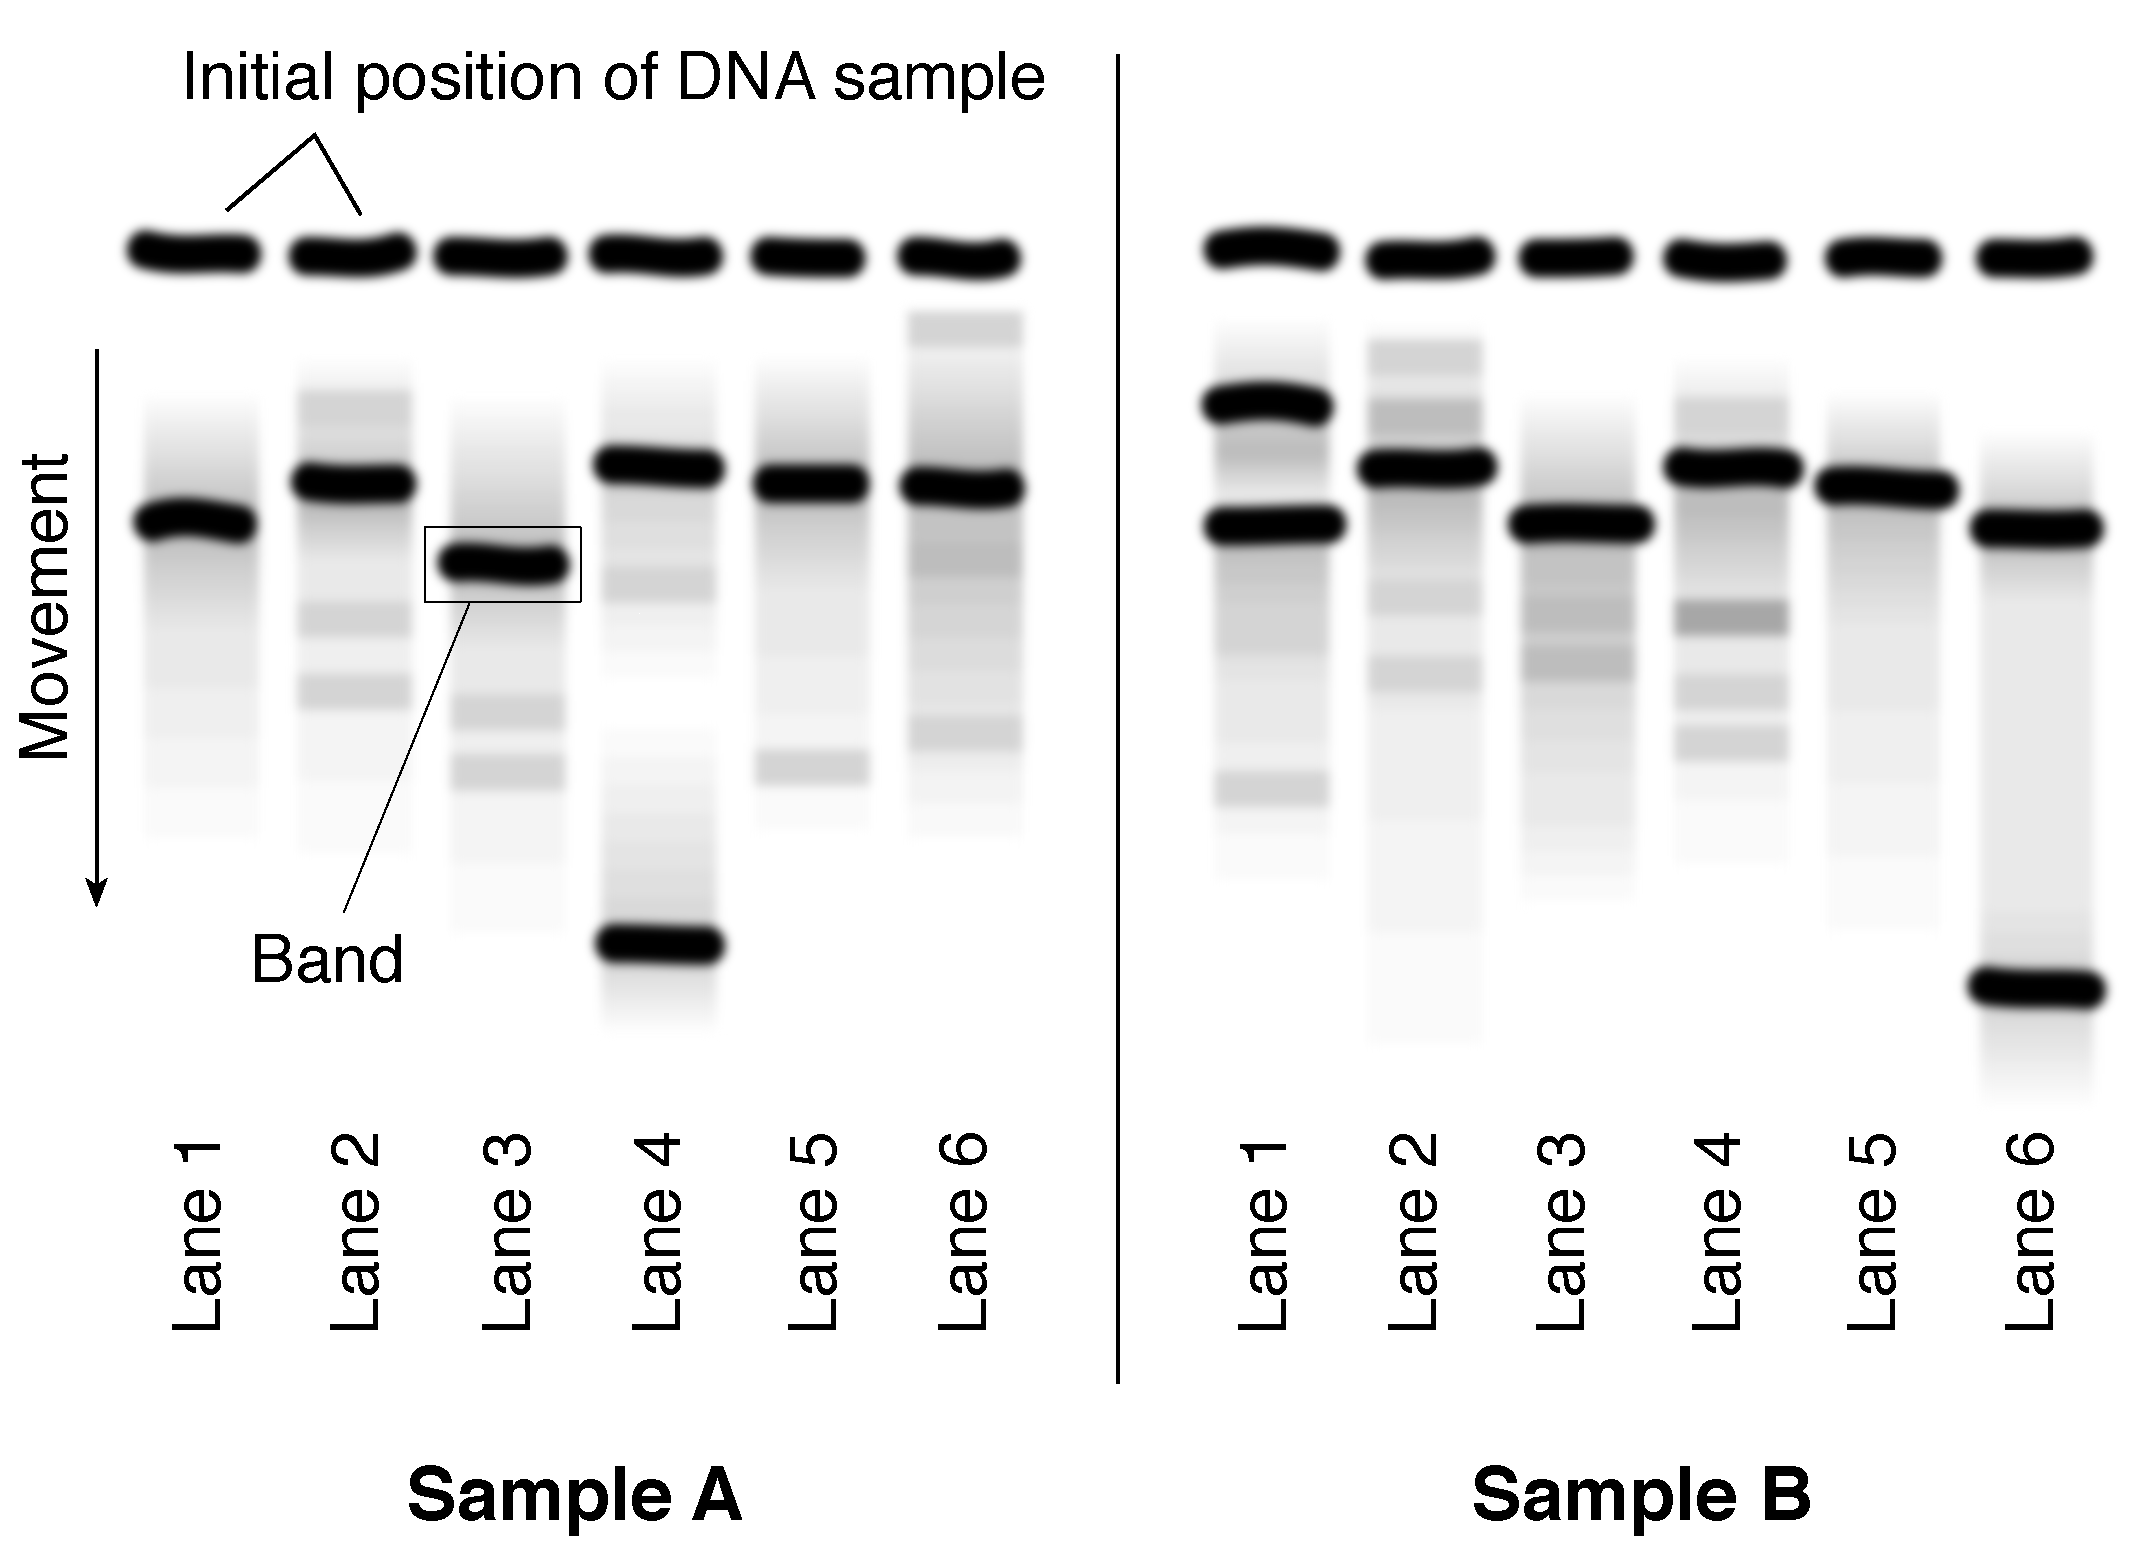 Initial position of DNA sample
Movement
Band
Lane 1
Lane 2
Lane 3
Lane 4
Lane 5
Lane 6
Lane 1
Lane 2
Lane 3
Lane 4
Lane 5
Lane 6
Sample A
Sample B